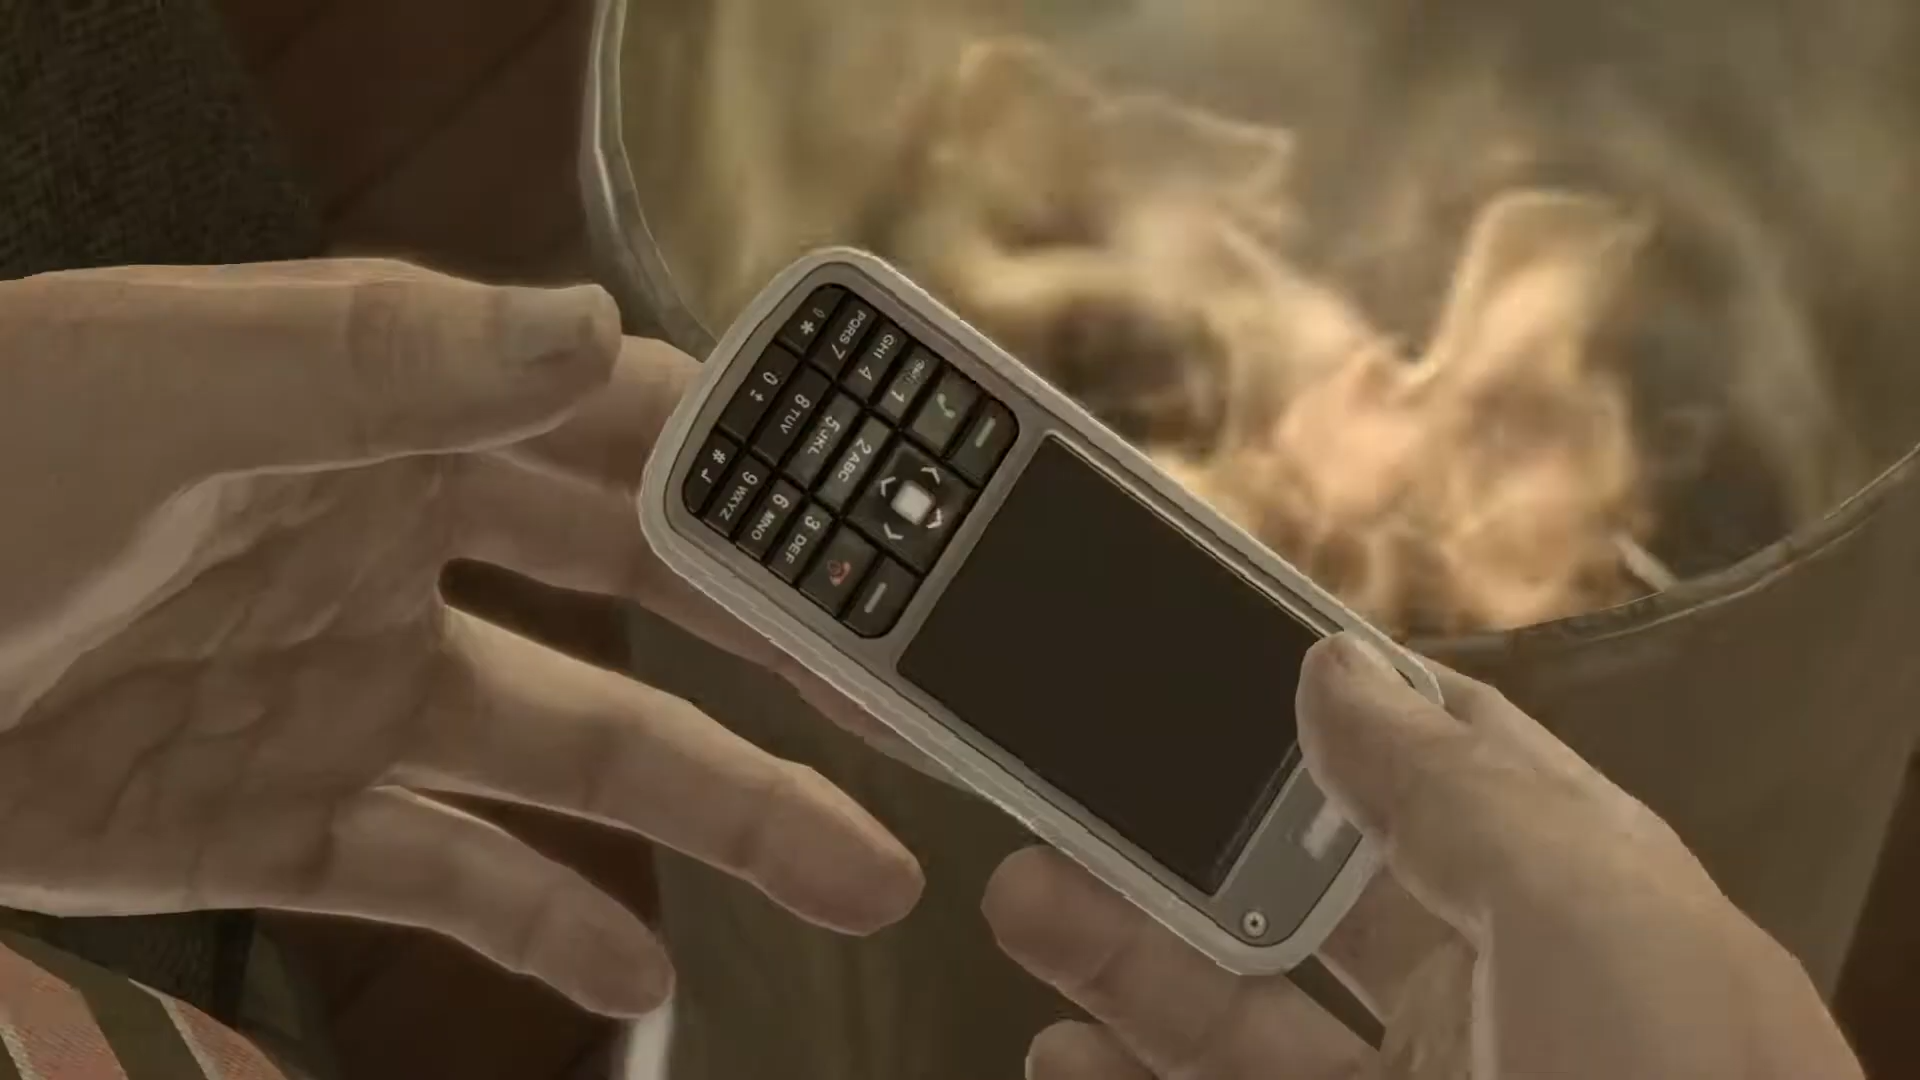 1
2 ABC
3 DEF
GHI 4
5 JKL
6 MNO
PQRS 7
8 TUV
9 WXYZ
*
0 +
#